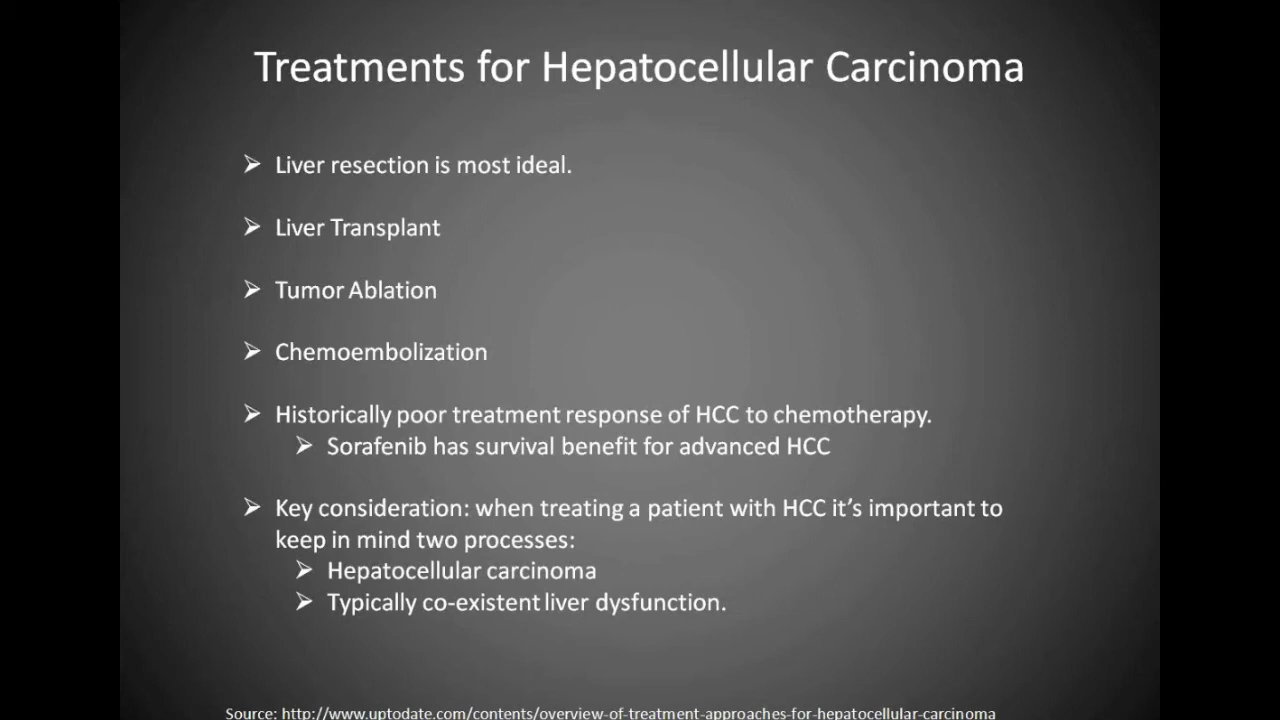 Treatments for Hepatocellular Carcinoma
➢ Liver resection is most ideal.
➢ Liver Transplant
➢ Tumor Ablation
➢ Chemoembolization
➢ Historically poor treatment response of HCC to chemotherapy.
➢ Sorafenib has survival benefit for advanced HCC
➢ Key consideration: when treating a patient with HCC it’s important to
keep in mind two processes:
➢ Hepatocellular carcinoma
➢ Typically co-existent liver dysfunction.
Source: http://www.uptodate.com/contents/overview-of-treatment-approaches-for-hepatocellular-carcinoma